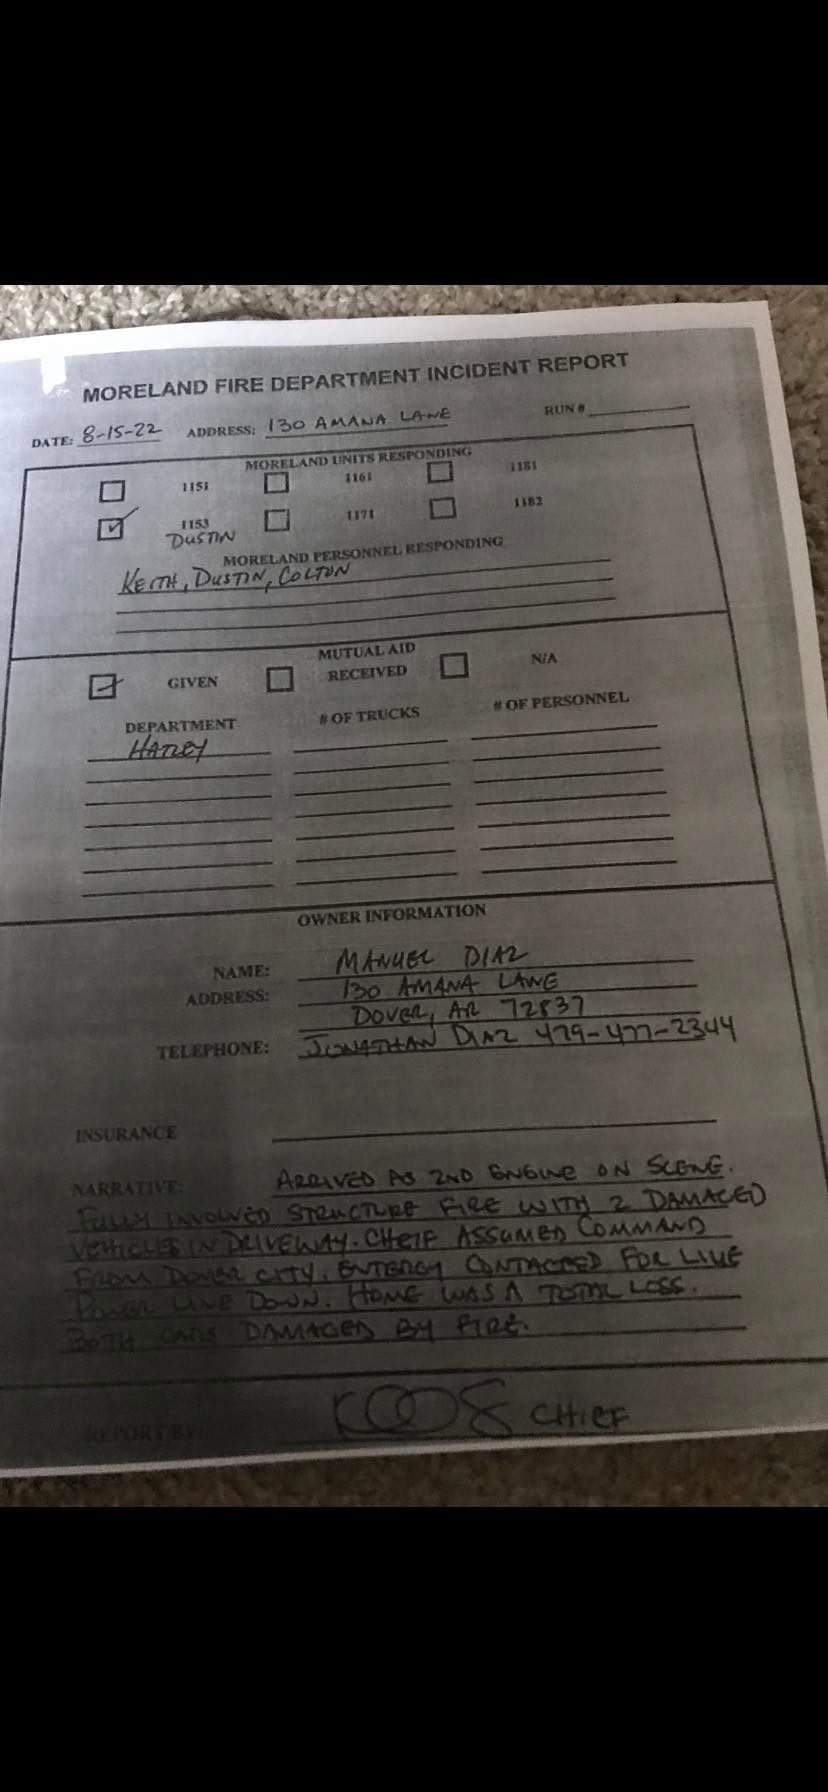 MORELAND FIRE DEPARTMENT INCIDENT REPORT
DATE: 8-15-22 ADDRESS: 130 AMANA LANE RUN #
MORELAND UNITS RESPONDING
1151 1161 1181
1153 1171 1182
DUSTIN
MORELAND PERSONNEL RESPONDING
KEITH, DUSTIN, COLTON
MUTUAL AID
GIVEN RECEIVED N/A
DEPARTMENT # OF TRUCKS # OF PERSONNEL
HATLEY
OWNER INFORMATION
NAME: MANUEL DIAZ
ADDRESS: 130 AMANA LANE
DOVER, AR 72837
TELEPHONE: JONATHAN DIAZ 479-477-2344
INSURANCE
NARRATIVE: ARRIVED AS 2ND ENGINE ON SCENE.
FULLY INVOLVED STRUCTURE FIRE WITH 2 DAMAGED
VEHICLES IN DRIVEWAY. CHEIF ASSUMED COMMAND
FROM DOVER CITY. ENTERGY CONTACTED FOR LIVE
POWER LINE DOWN. HOME WAS A TOTAL LOSS.
BOTH CARS DAMAGED BY FIRE.
REPORT BY: CHIEF